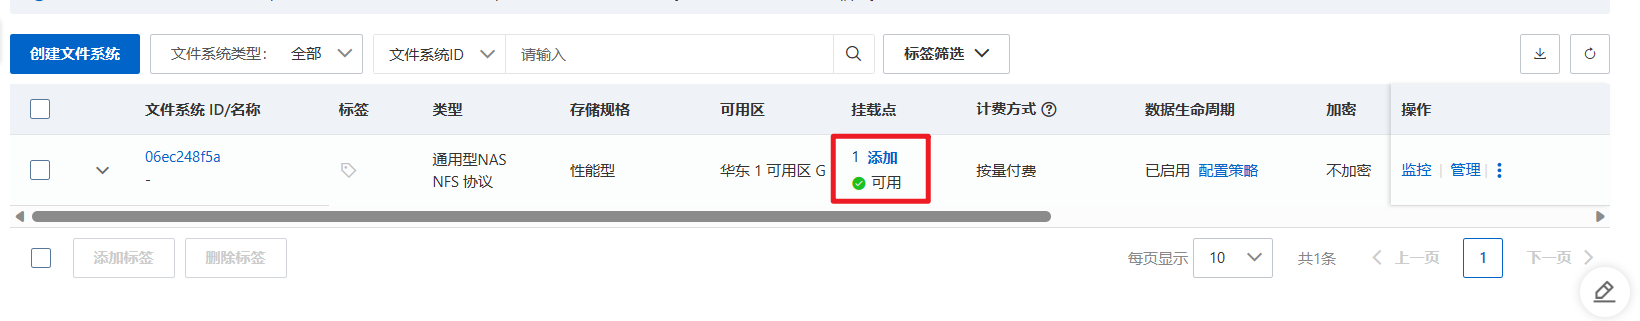 创建文件系统 文件系统类型： 全部 文件系统ID 请输入 标签筛选
文件系统 ID/名称 标签 类型 存储规格 可用区 挂载点 计费方式 数据生命周期 加密 操作
06ec248f5a
-
通用型NAS
NFS 协议
性能型
华东 1 可用区 G
1 添加
可用
按量付费
已启用 配置策略
不加密
监控 | 管理 |
添加标签 删除标签 每页显示 10 共1条 上一页 1 下一页